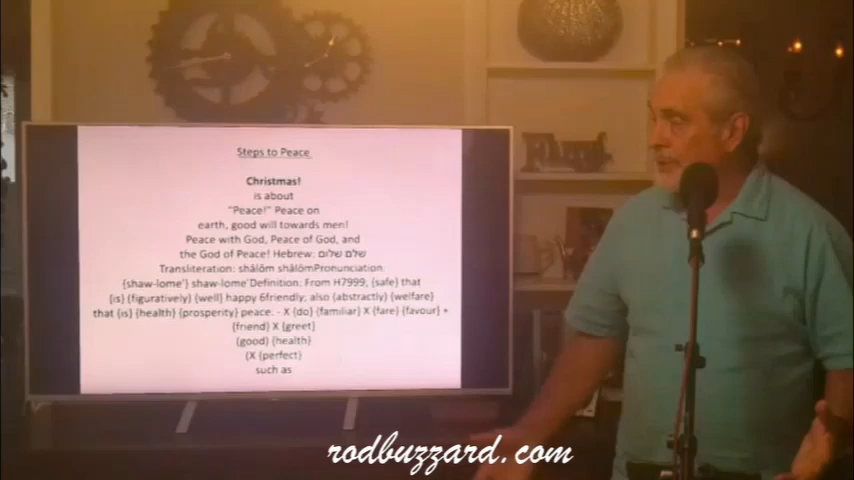 Steps to Peace
Christmas!
is about
"Peace!" Peace on
earth, good will towards men!
Peace with God, Peace of God, and
the God of Peace! Hebrew: שלם שלום
Transliteration: shâlôm shâlômPronunciation
{shaw-lome'} shaw-lome'Definition: From H7999; {safe} that
{is} (figuratively) {well} happy 6friendly; also (abstractly) {welfare}
that {is} {health} {prosperity} peace. - X {do} {familiar} X {fare} {favour} +
{friend} X {greet}
(good) {health}
(X {perfect}
such as
rodbuzzard.com